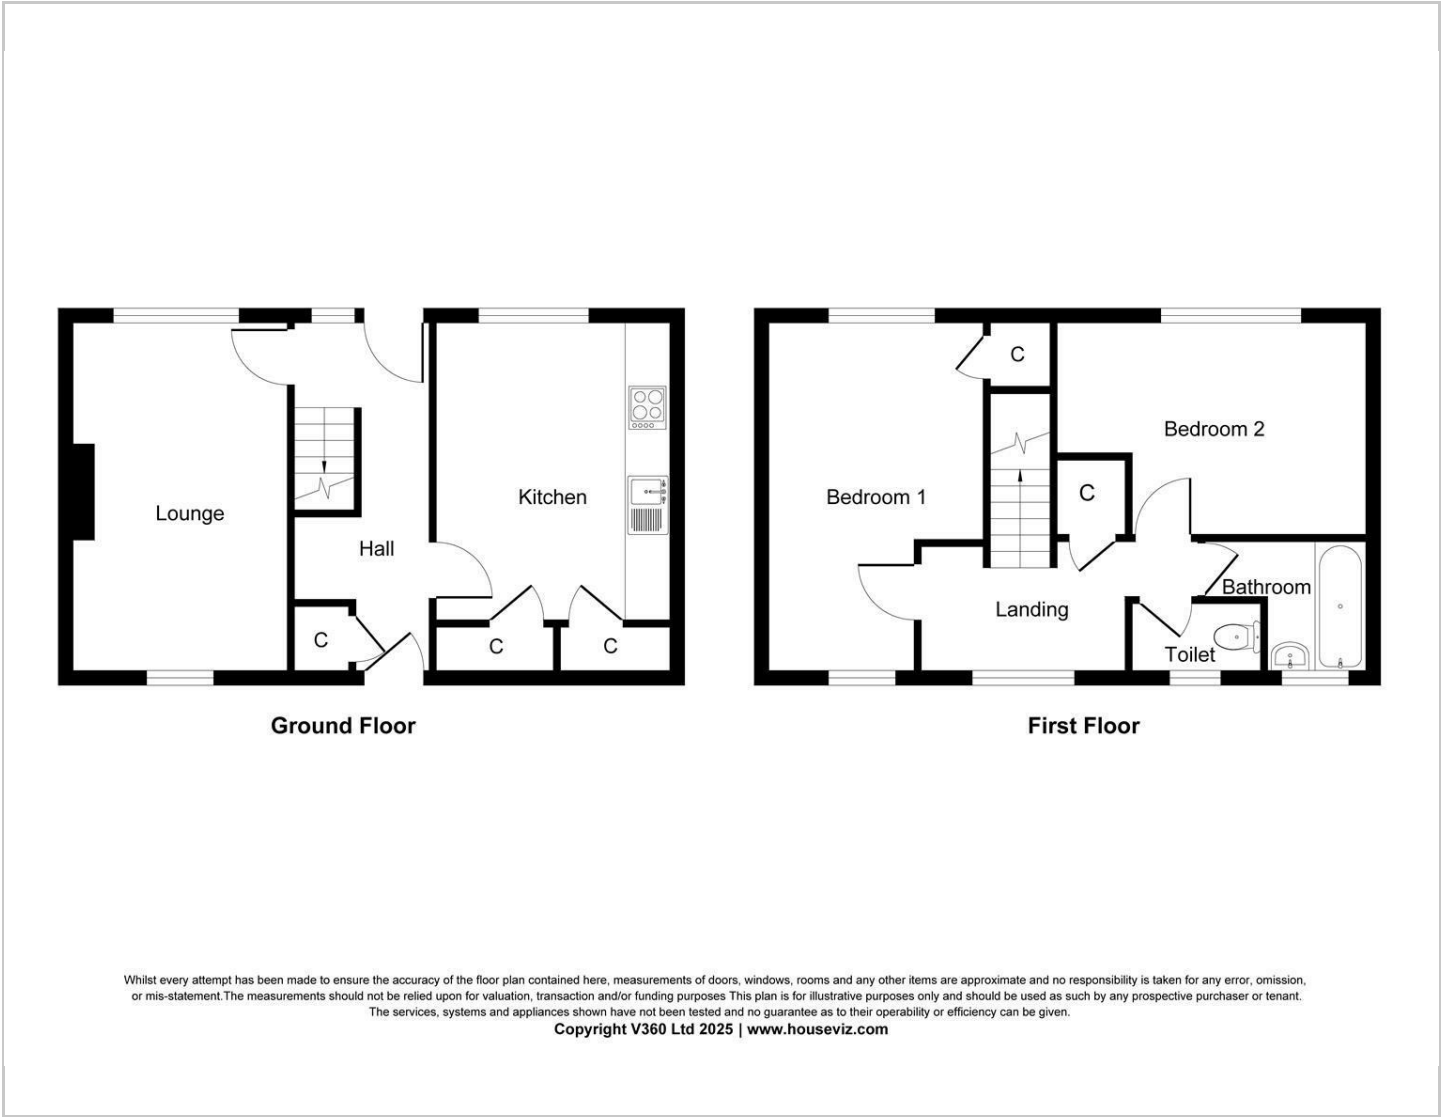 C
Bedroom 2
Bedroom 1
C
Kitchen
Lounge
Hall
Bathroom
Landing
C
C
C
Toilet
Ground Floor
First Floor
Whilst every attempt has been made to ensure the accuracy of the floor plan contained here, measurements of doors, windows, rooms and any other items are approximate and no responsibility is taken for any error, omission,
or mis-statement.The measurements should not be relied upon for valuation, transaction and/or funding purposes This plan is for illustrative purposes only and should be used as such by any prospective purchaser or tenant.
The services, systems and appliances shown have not been tested and no guarantee as to their operability or efficiency can be given.
Copyright V360 Ltd 2025 | www.houseviz.com